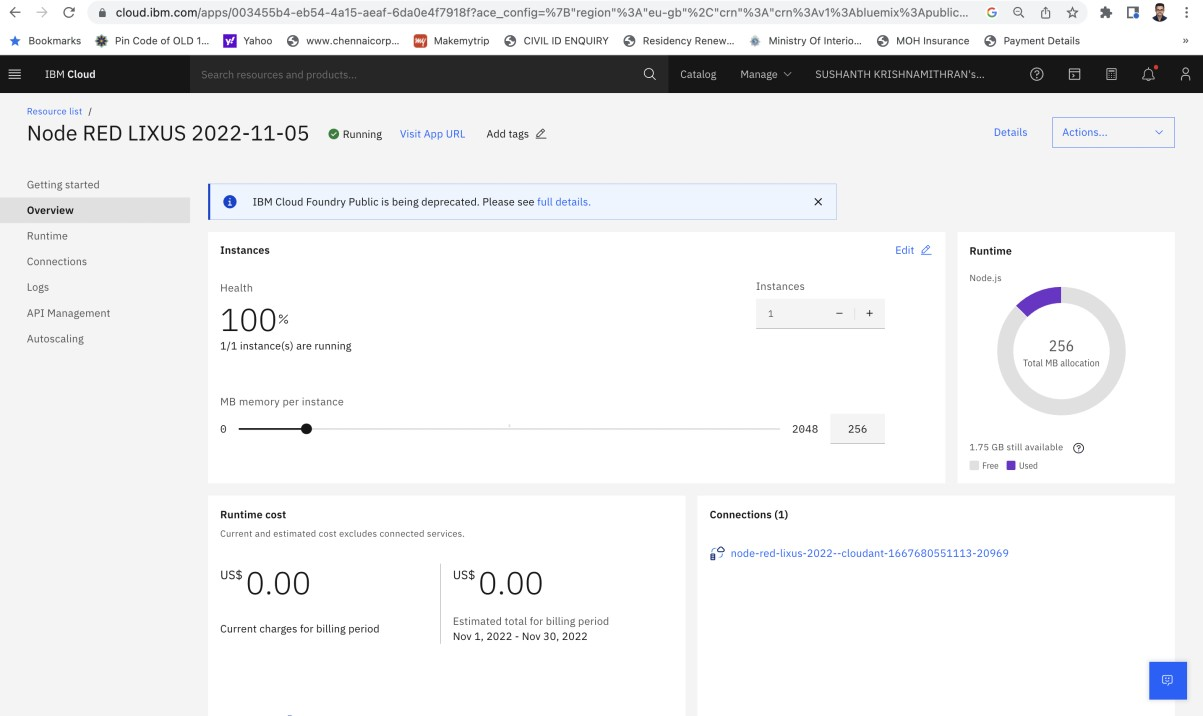 cloud.ibm.com/apps/003455b4-eb54-4a15-aeaf-6da0e4f7918f?ace_config=%7B"region"%3A"eu-gb"%2C"crn"%3A"crn%3Av1%3Abluemix%3Apublic...
Bookmarks Pin Code of OLD 1... Yahoo www.chennaicorp... Makemytrip CIVIL ID ENQUIRY Residency Renew... Ministry Of Interio... MOH Insurance Payment Details »
IBM Cloud Search resources and products... Catalog Manage SUSHANTH KRISHNAMITHRAN's...
Resource list /
Node RED LIXUS 2022-11-05 Running Visit App URL Add tags Details Actions...
Getting started
Overview
Runtime
Connections
Logs
API Management
Autoscaling
IBM Cloud Foundry Public is being deprecated. Please see full details.
Instances Edit
Health
100%
1/1 instance(s) are running
Instances
1 − +
MB memory per instance
0 2048 256
Runtime
Node.js
256
Total MB allocation
1.75 GB still available
Free Used
Runtime cost
Current and estimated cost excludes connected services.
US$ 0.00
Current charges for billing period
US$ 0.00
Estimated total for billing period
Nov 1, 2022 - Nov 30, 2022
Connections (1)
node-red-lixus-2022--cloudant-1667680551113-20969